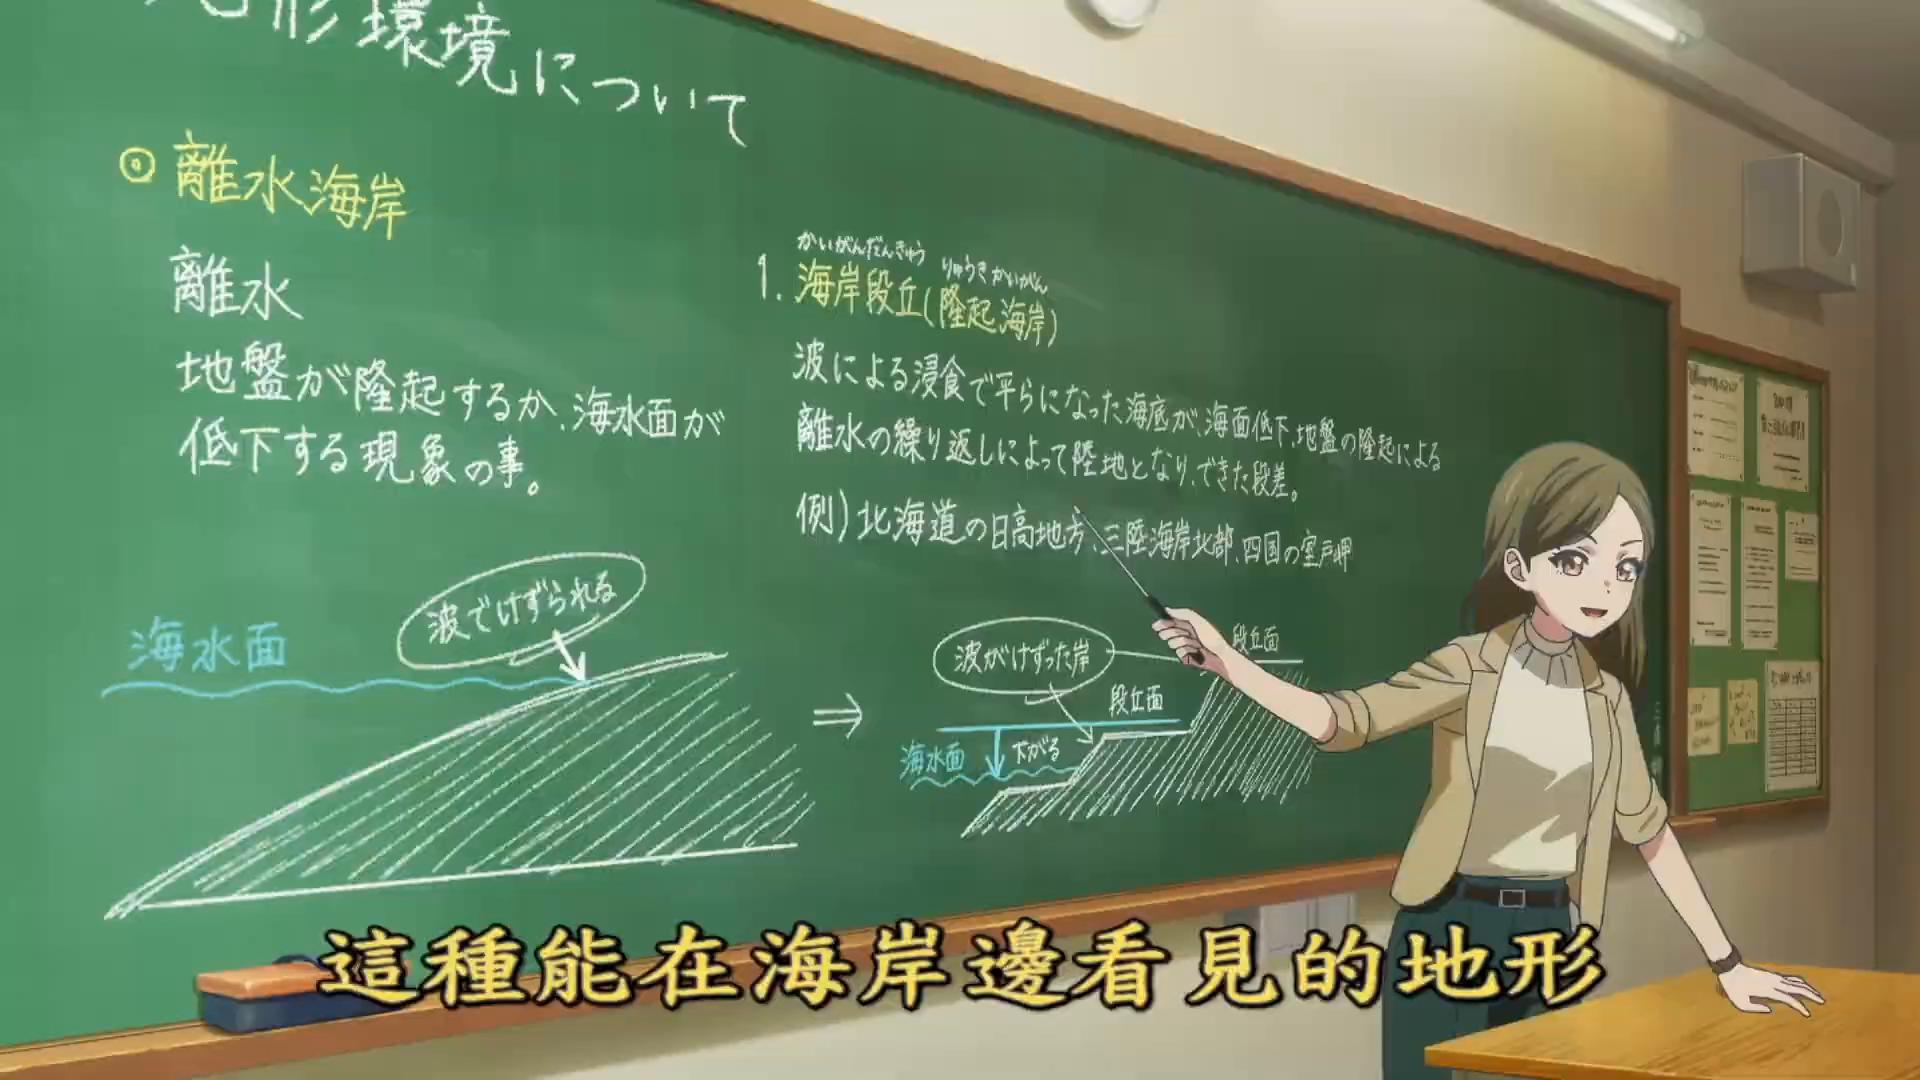 地形環境について
◎離水海岸
離水
地盤が隆起するか、海水面が
低下する現象の事。
波でけずられる
海水面
かいがんだんきゅう りゅうきかいがん
1. 海岸段丘(隆起海岸)
波による浸食で平らになった海底が、海面低下、地盤の隆起による
離水の繰り返しによって陸地となり、できた段差。
例)北海道の日高地方、三陸海岸北部、四国の室戸岬
⇒
波がけずった岸
段丘面
段丘面
海水面
下がる
這種能在海岸邊看見的地形